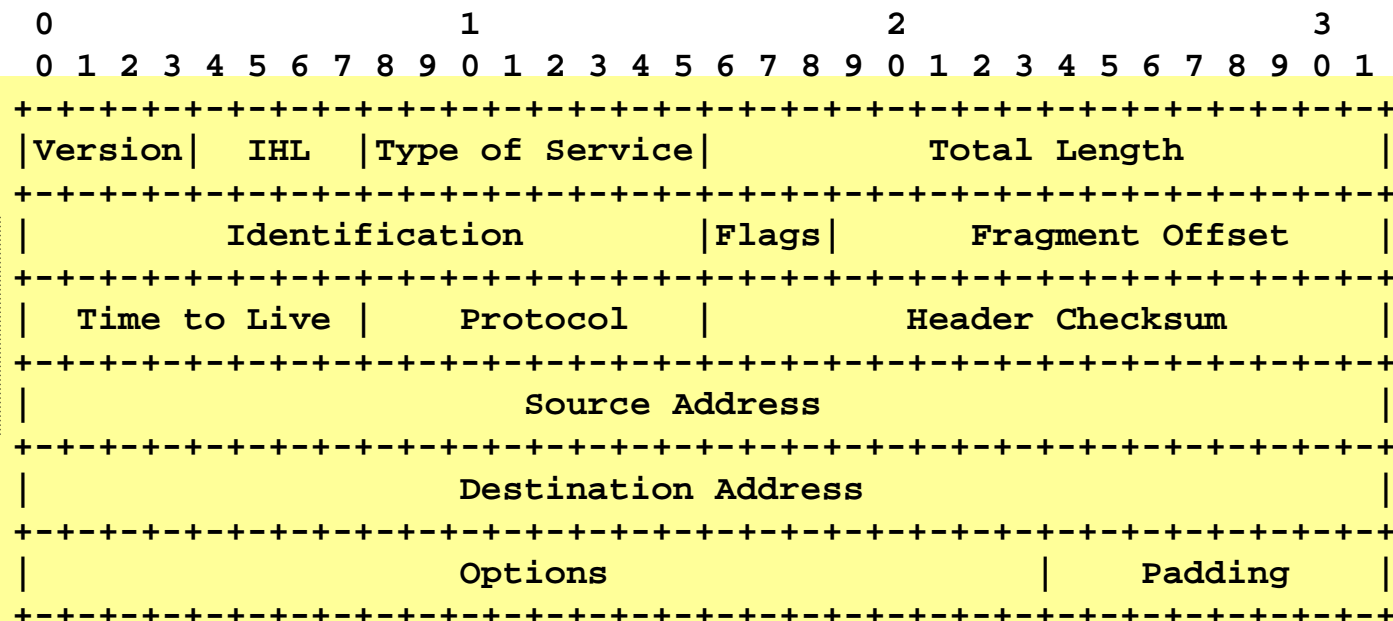 0                   1                   2                   3
0 1 2 3 4 5 6 7 8 9 0 1 2 3 4 5 6 7 8 9 0 1 2 3 4 5 6 7 8 9 0 1
+-+-+-+-+-+-+-+-+-+-+-+-+-+-+-+-+-+-+-+-+-+-+-+-+-+-+-+-+-+-+-+-+
|Version|  IHL  |Type of Service|          Total Length         |
+-+-+-+-+-+-+-+-+-+-+-+-+-+-+-+-+-+-+-+-+-+-+-+-+-+-+-+-+-+-+-+-+
|         Identification        |Flags|      Fragment Offset    |
+-+-+-+-+-+-+-+-+-+-+-+-+-+-+-+-+-+-+-+-+-+-+-+-+-+-+-+-+-+-+-+-+
|  Time to Live |    Protocol   |         Header Checksum       |
+-+-+-+-+-+-+-+-+-+-+-+-+-+-+-+-+-+-+-+-+-+-+-+-+-+-+-+-+-+-+-+-+
|                       Source Address                          |
+-+-+-+-+-+-+-+-+-+-+-+-+-+-+-+-+-+-+-+-+-+-+-+-+-+-+-+-+-+-+-+-+
|                    Destination Address                        |
+-+-+-+-+-+-+-+-+-+-+-+-+-+-+-+-+-+-+-+-+-+-+-+-+-+-+-+-+-+-+-+-+
|                    Options                    |    Padding    |
+-+-+-+-+-+-+-+-+-+-+-+-+-+-+-+-+-+-+-+-+-+-+-+-+-+-+-+-+-+-+-+-+